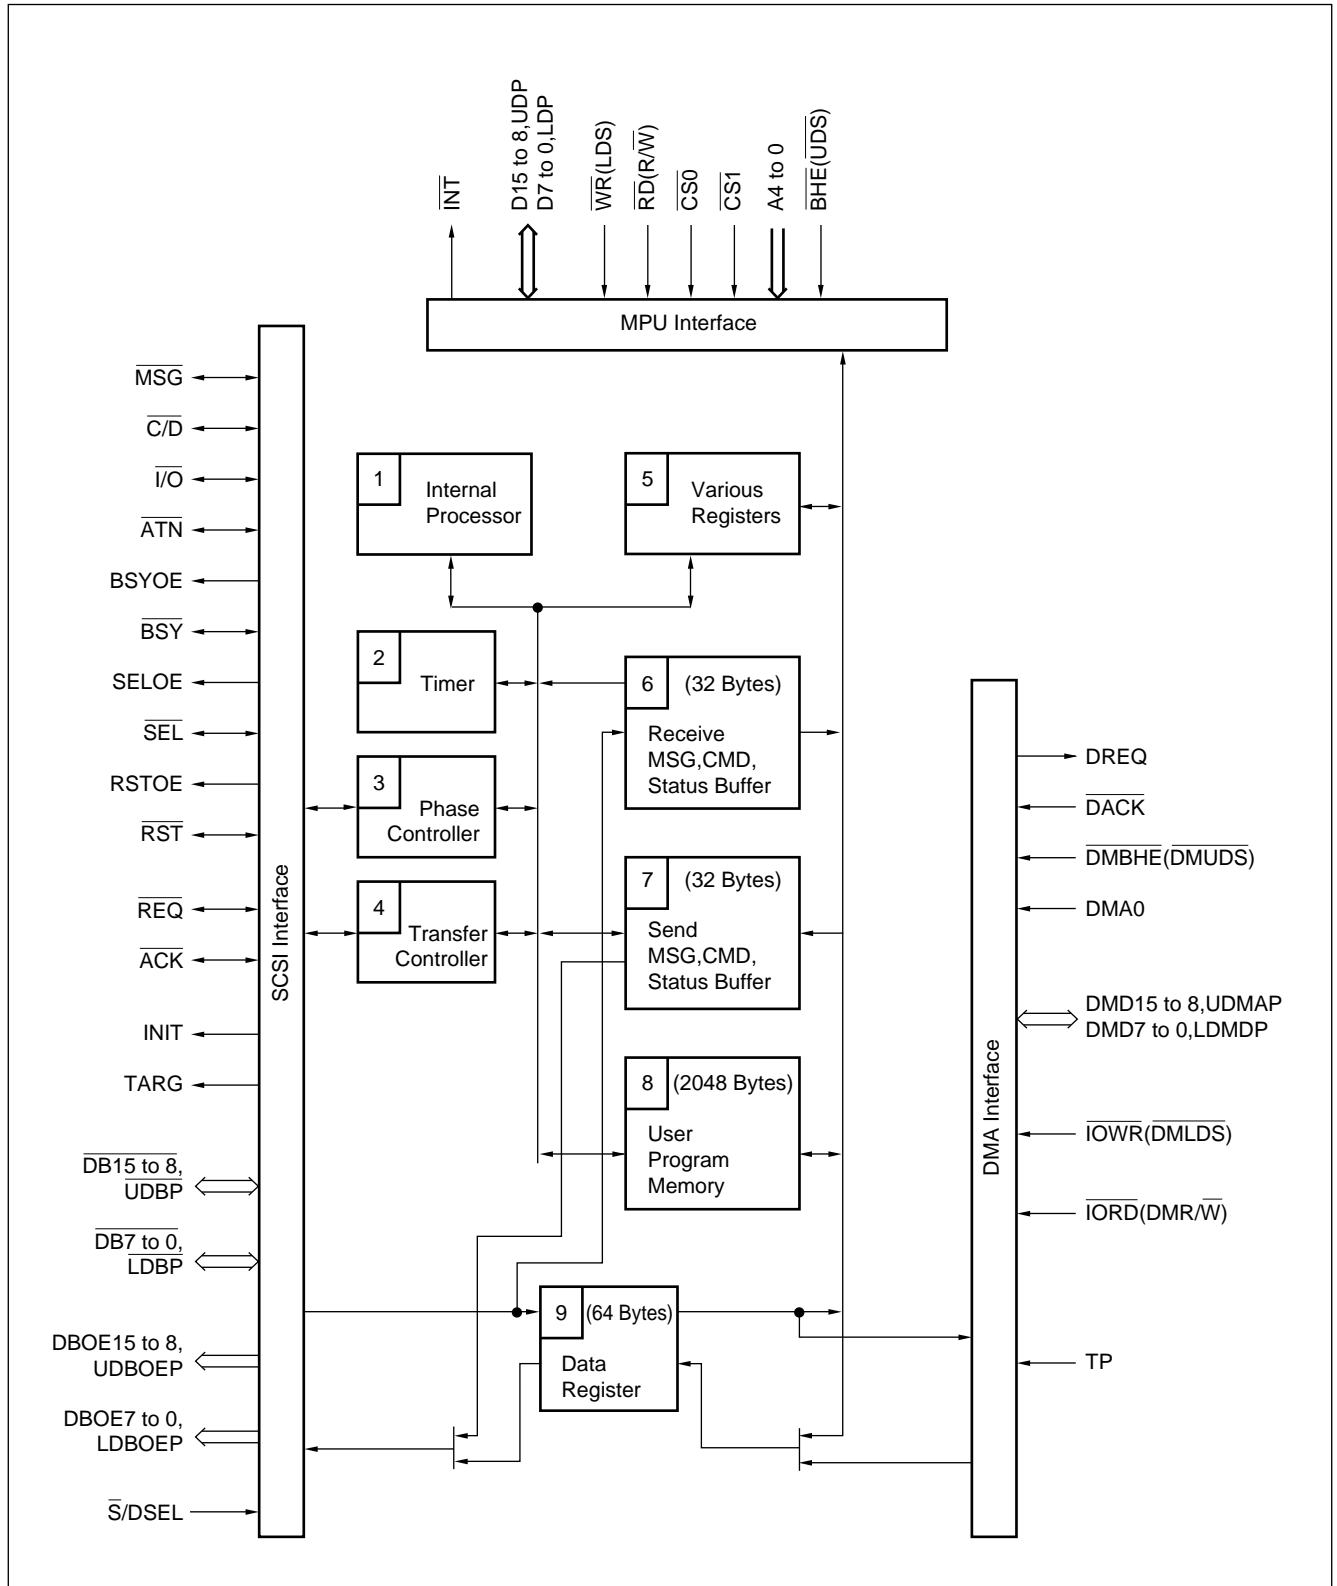 INT
D15 to 8,UDP
D7 to 0,LDP
WR(LDS)
RD(R/W)
CS0
CS1
A4 to 0
BHE(UDS)
MPU Interface
MSG
C/D
I/O
ATN
BSYOE
BSY
SELOE
SEL
RSTOE
RST
REQ
ACK
INIT
TARG
DB15 to 8,
UDBP
DB7 to 0,
LDBP
DBOE15 to 8,
UDBOEP
DBOE7 to 0,
LDBOEP
S/DSEL
SCSI Interface
1
Internal
Processor
2
Timer
3
Phase
Controller
4
Transfer
Controller
5
Various
Registers
6
(32 Bytes)
Receive
MSG,CMD,
Status Buffer
7
(32 Bytes)
Send
MSG,CMD,
Status Buffer
8
(2048 Bytes)
User
Program
Memory
9
(64 Bytes)
Data
Register
DMA Interface
DREQ
DACK
DMBHE(DMUDS)
DMA0
DMD15 to 8,UDMAP
DMD7 to 0,LDMDP
IOWR(DMLDS)
IORD(DMR/W)
TP